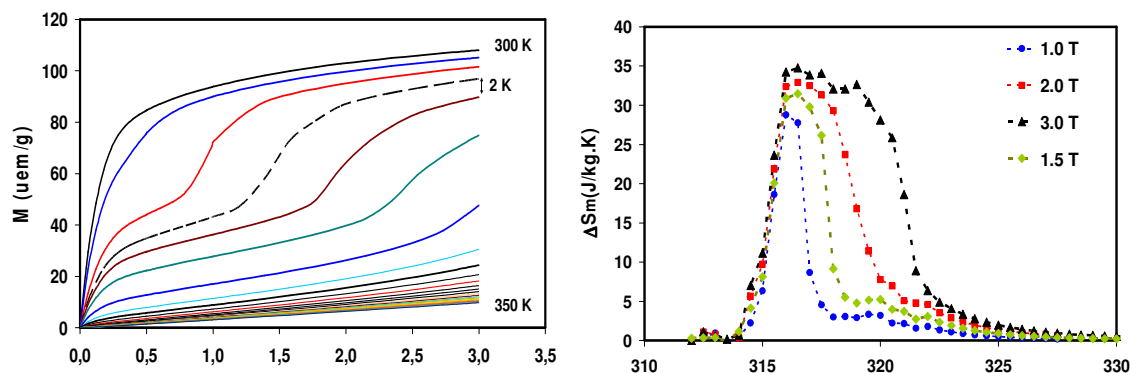 120
100
80
60
40
20
0
M (uem/g)
300 K
2 K
350 K
0,0 0,5 1,0 1,5 2,0 2,5 3,0 3,5
40
35
30
25
20
15
10
5
0
ΔSm(J/kg.K)
1.0 T
2.0 T
3.0 T
1.5 T
310 315 320 325 330